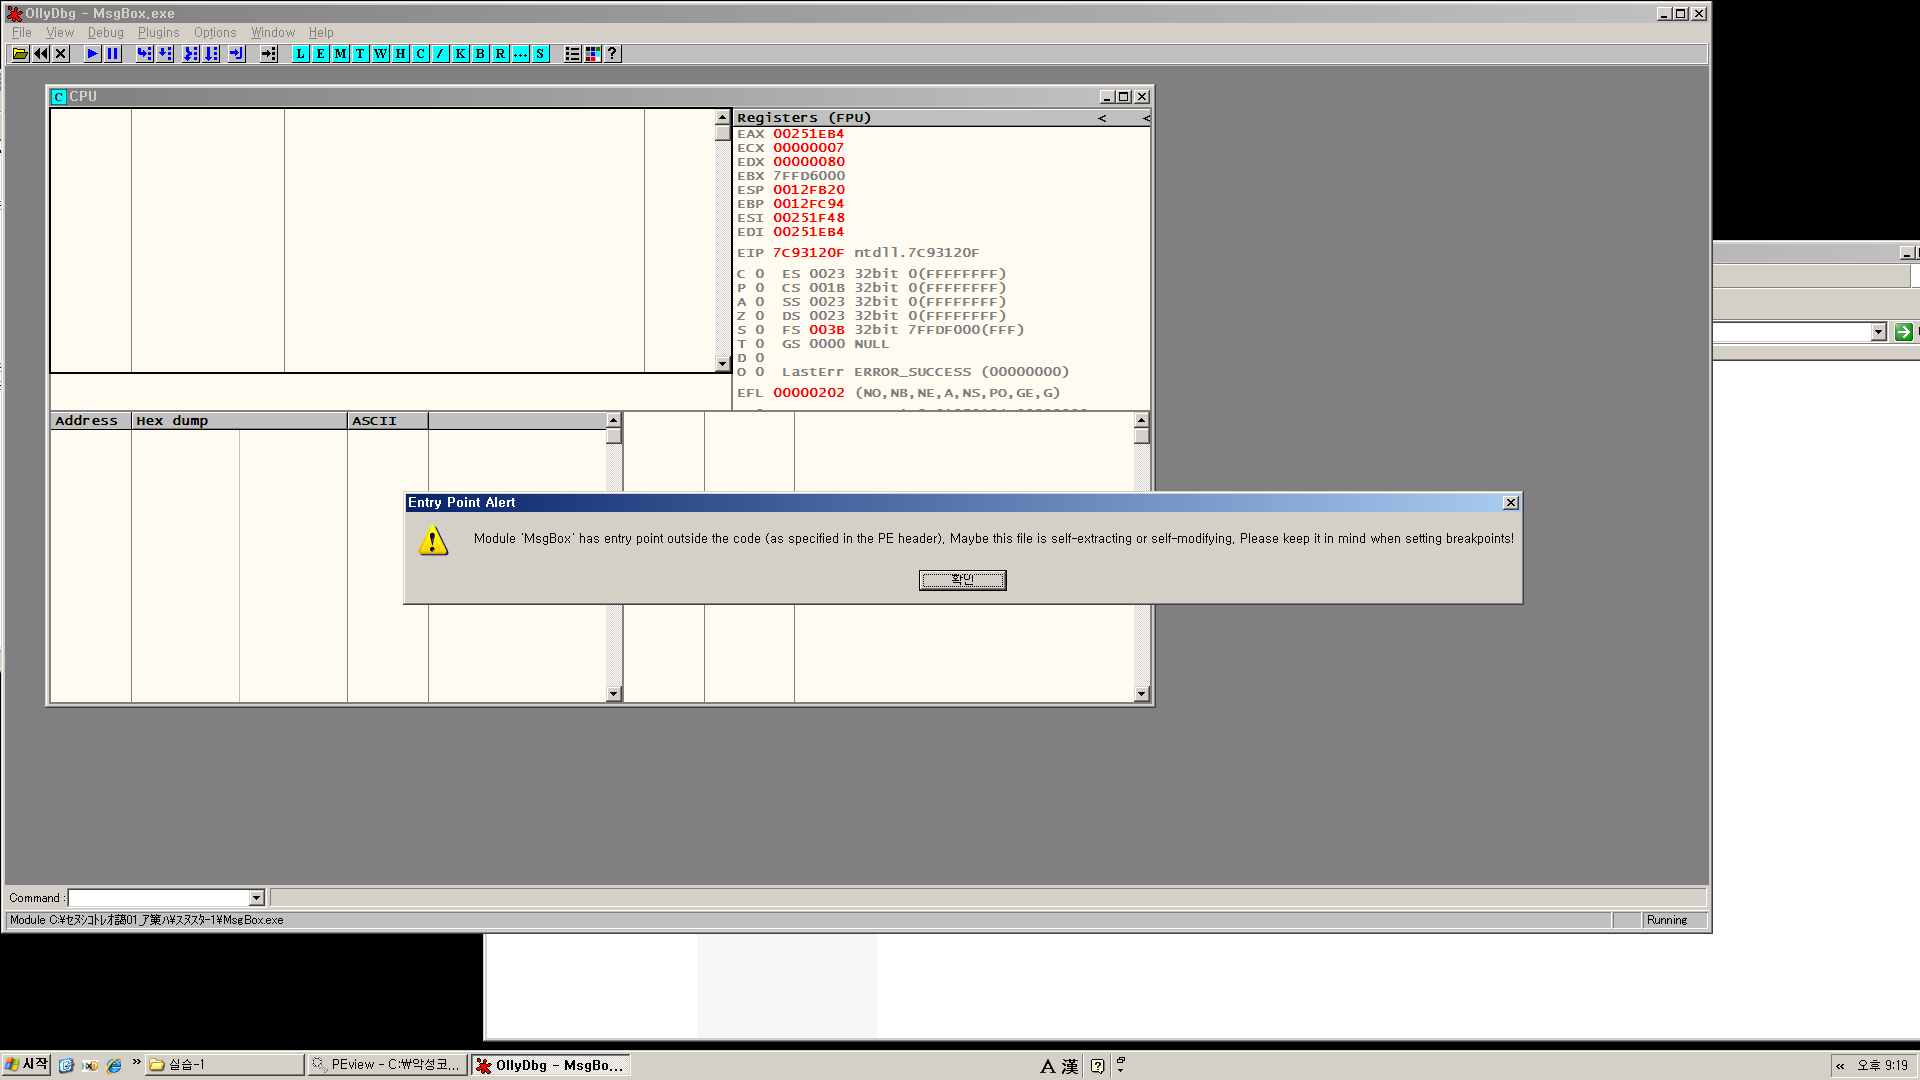 OllyDbg - MsgBox.exe
File View Debug Plugins Options Window Help
L E M T W H C / K B R ... S ?
C CPU
Registers (FPU) < <
EAX 00251EB4
ECX 00000007
EDX 00000080
EBX 7FFD6000
ESP 0012FB20
EBP 0012FC94
ESI 00251F48
EDI 00251EB4
EIP 7C93120F ntdll.7C93120F
C 0 ES 0023 32bit 0(FFFFFFFF)
P 0 CS 001B 32bit 0(FFFFFFFF)
A 0 SS 0023 32bit 0(FFFFFFFF)
Z 0 DS 0023 32bit 0(FFFFFFFF)
S 0 FS 003B 32bit 7FFDF000(FFF)
T 0 GS 0000 NULL
D 0
O 0 LastErr ERROR_SUCCESS (00000000)
EFL 00000202 (NO,NB,NE,A,NS,PO,GE,G)
Address Hex dump ASCII
Entry Point Alert
Module 'MsgBox' has entry point outside the code (as specified in the PE header). Maybe this file is self-extracting or self-modifying. Please keep it in mind when setting breakpoints!
확인
Command :
Module C:¥ 01_ -1¥MsgBox.exe
Running
시작 » 실습-1 PEview - C:₩악성코... OllyDbg - MsgBo... A 漢 ? « 오후 9:19